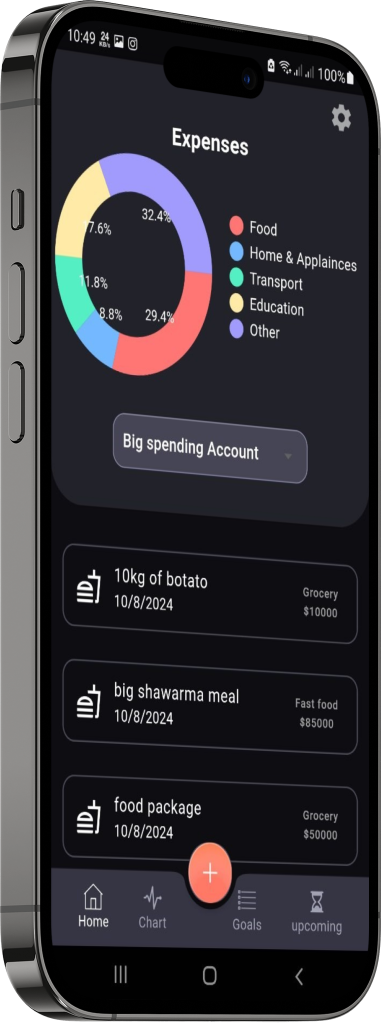 10:49 24 KB/s 100%
Expenses
32.4%
7.6%
11.8%
8.8%
29.4%
Food
Home & Applainces
Transport
Education
Other
Big spending Account
10kg of botato
10/8/2024
Grocery
$10000
big shawarma meal
10/8/2024
Fast food
$85000
food package
10/8/2024
Grocery
$50000
+
Home
Chart
Goals
upcoming